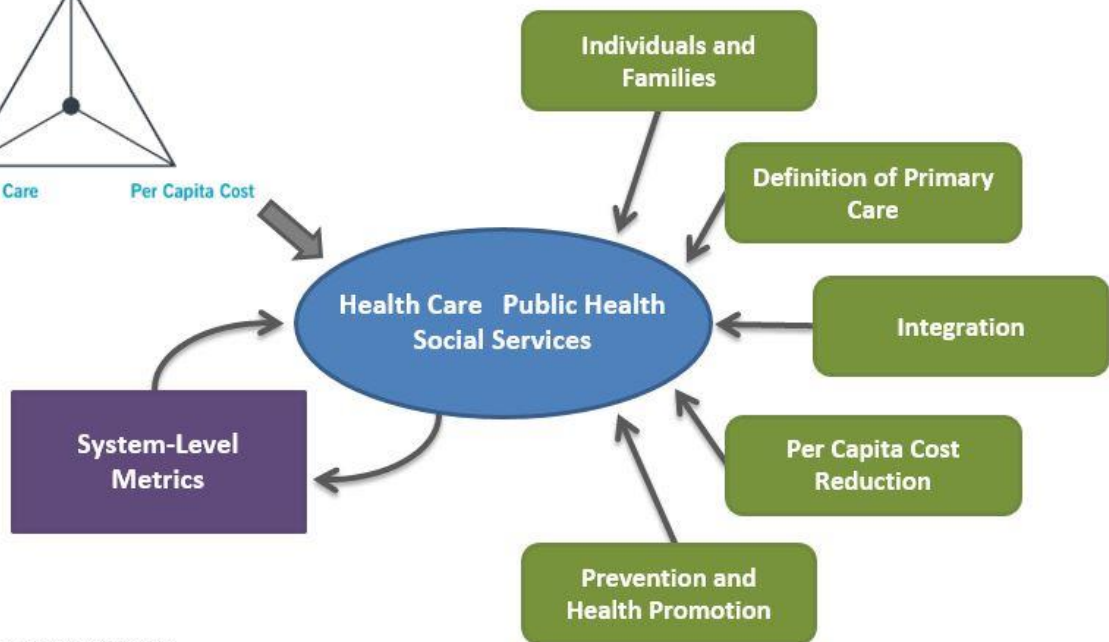 Care
Per Capita Cost
Individuals and
Families
Definition of Primary
Care
Health Care   Public Health
Social Services
Integration
System-Level
Metrics
Per Capita Cost
Reduction
Prevention and
Health Promotion